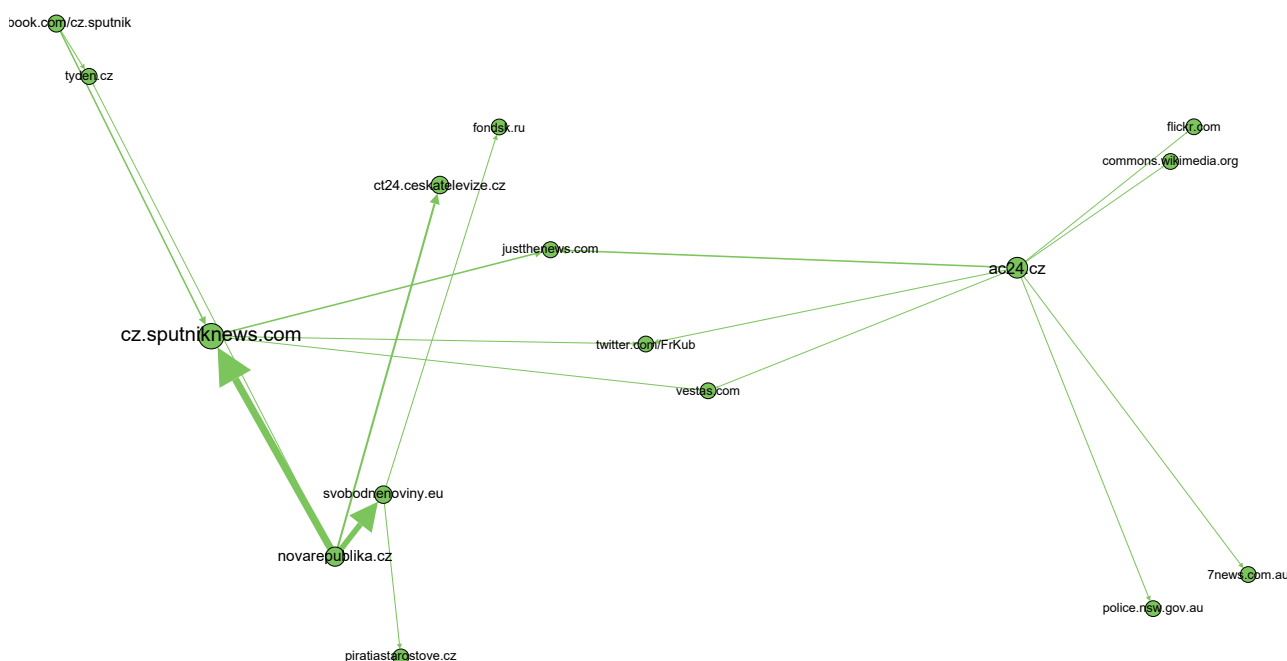 book.com/cz.sputnik
tyden.cz
fondsk.ru
flickr.com
commons.wikimedia.org
ct24.ceskatelevize.cz
justthenews.com
ac24.cz
cz.sputniknews.com
twitter.com/FrKub
vestas.com
svobodnenoviny.eu
novarepublika.cz
7news.com.au
police.nsw.gov.au
piratiastarostove.cz